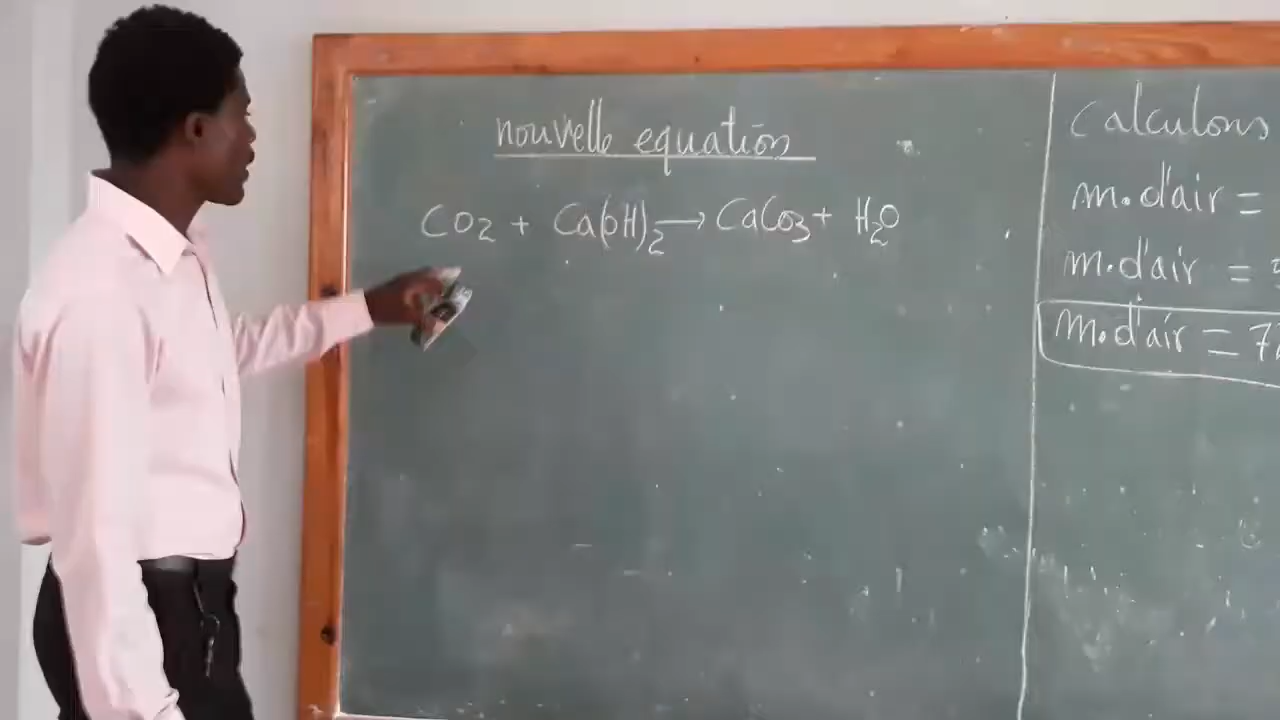 nouvelle equation
CO₂ + Ca(OH)₂ → CaCO₃ + H₂O
Calculons
m.d'air =
m.d'air =
m.d'air = 7